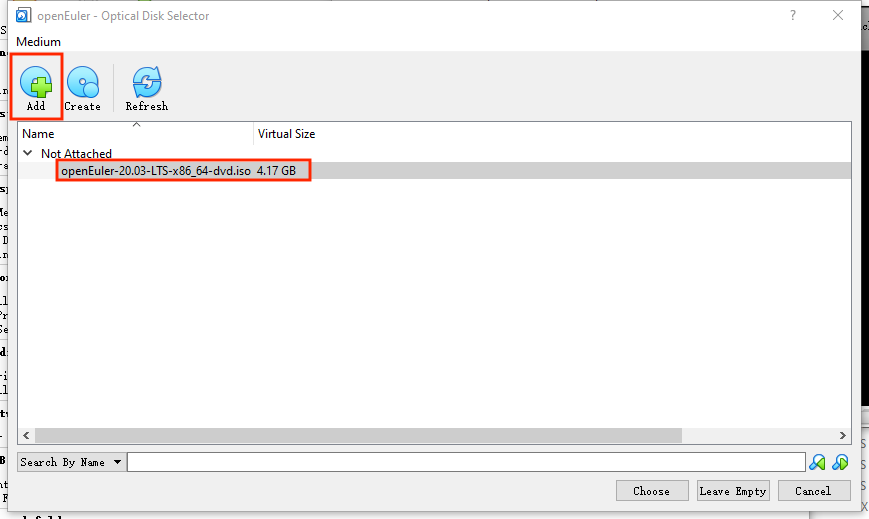 openEuler - Optical Disk Selector
?
Medium
Add
Create
Refresh
Name
Virtual Size
Not Attached
openEuler-20.03-LTS-x86_64-dvd.iso 4.17 GB
Search By Name
Choose
Leave Empty
Cancel